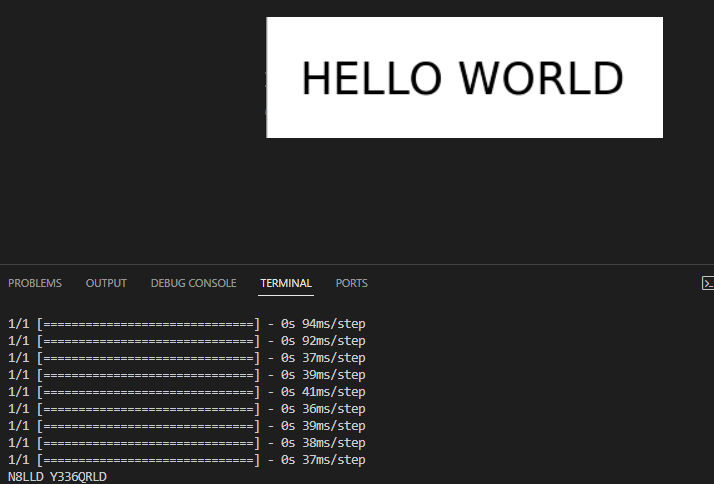 HELLO WORLD
PROBLEMS OUTPUT DEBUG CONSOLE TERMINAL PORTS
1/1 [==============================] - 0s 94ms/step
1/1 [==============================] - 0s 92ms/step
1/1 [==============================] - 0s 37ms/step
1/1 [==============================] - 0s 39ms/step
1/1 [==============================] - 0s 41ms/step
1/1 [==============================] - 0s 36ms/step
1/1 [==============================] - 0s 39ms/step
1/1 [==============================] - 0s 38ms/step
1/1 [==============================] - 0s 37ms/step
N8LLD Y336QRLD